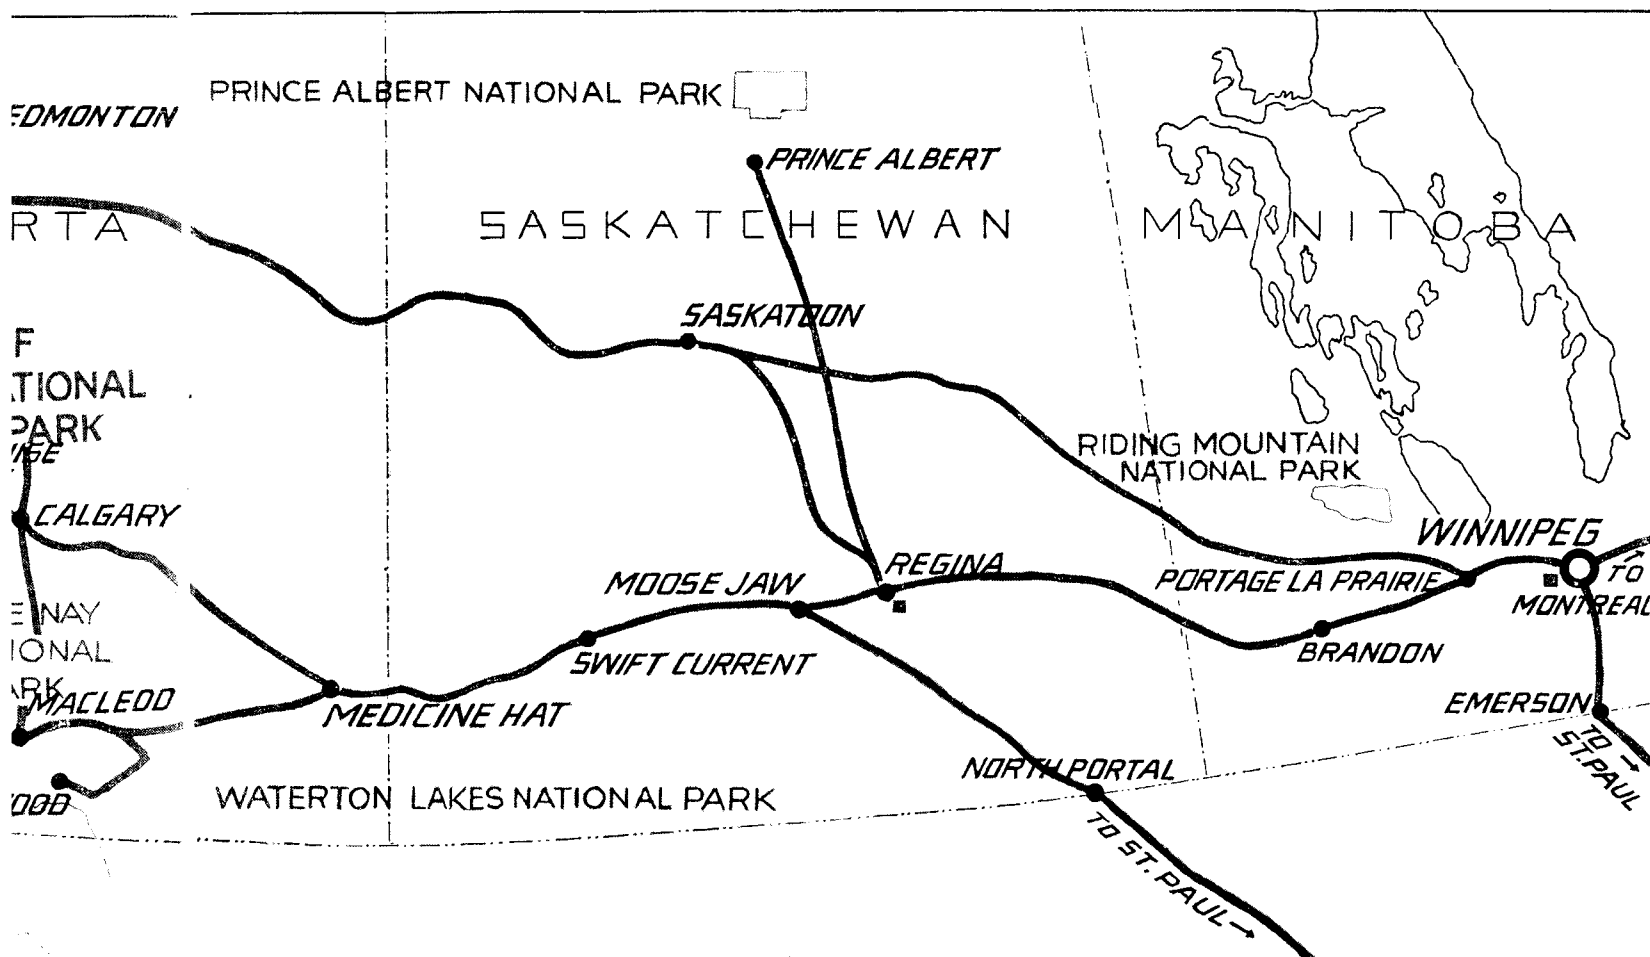 PRINCE ALBERT NATIONAL PARK
EDMONTON
PRINCE ALBERT
RTA
SASKATCHEWAN
MANITOBA
SASKATOON
F
ATIONAL
PARK
RIDING MOUNTAIN
NATIONAL PARK
CALGARY
WINNIPEG
REGINA
MOOSE JAW
PORTAGE LA PRAIRIE
TO
MONTREAL
E NAY
IONAL
ARK
SWIFT CURRENT
BRANDON
MACLEOD
MEDICINE HAT
EMERSON
TO
ST. PAUL
NORTH PORTAL
WATERTON LAKES NATIONAL PARK
OOD
TO ST. PAUL